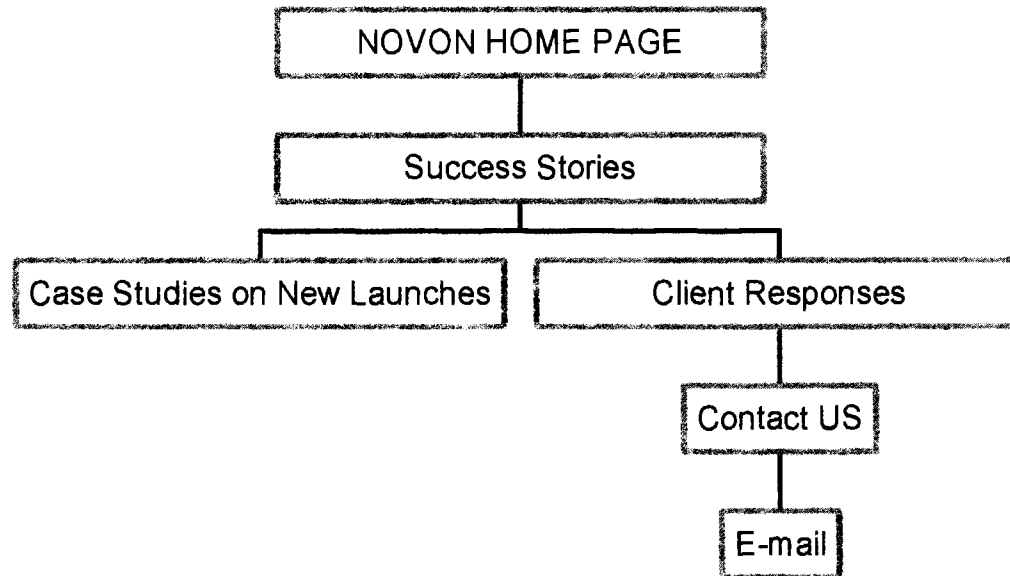 NOVON HOME PAGE
Success Stories
Case Studies on New Launches
Client Responses
Contact US
E-mail